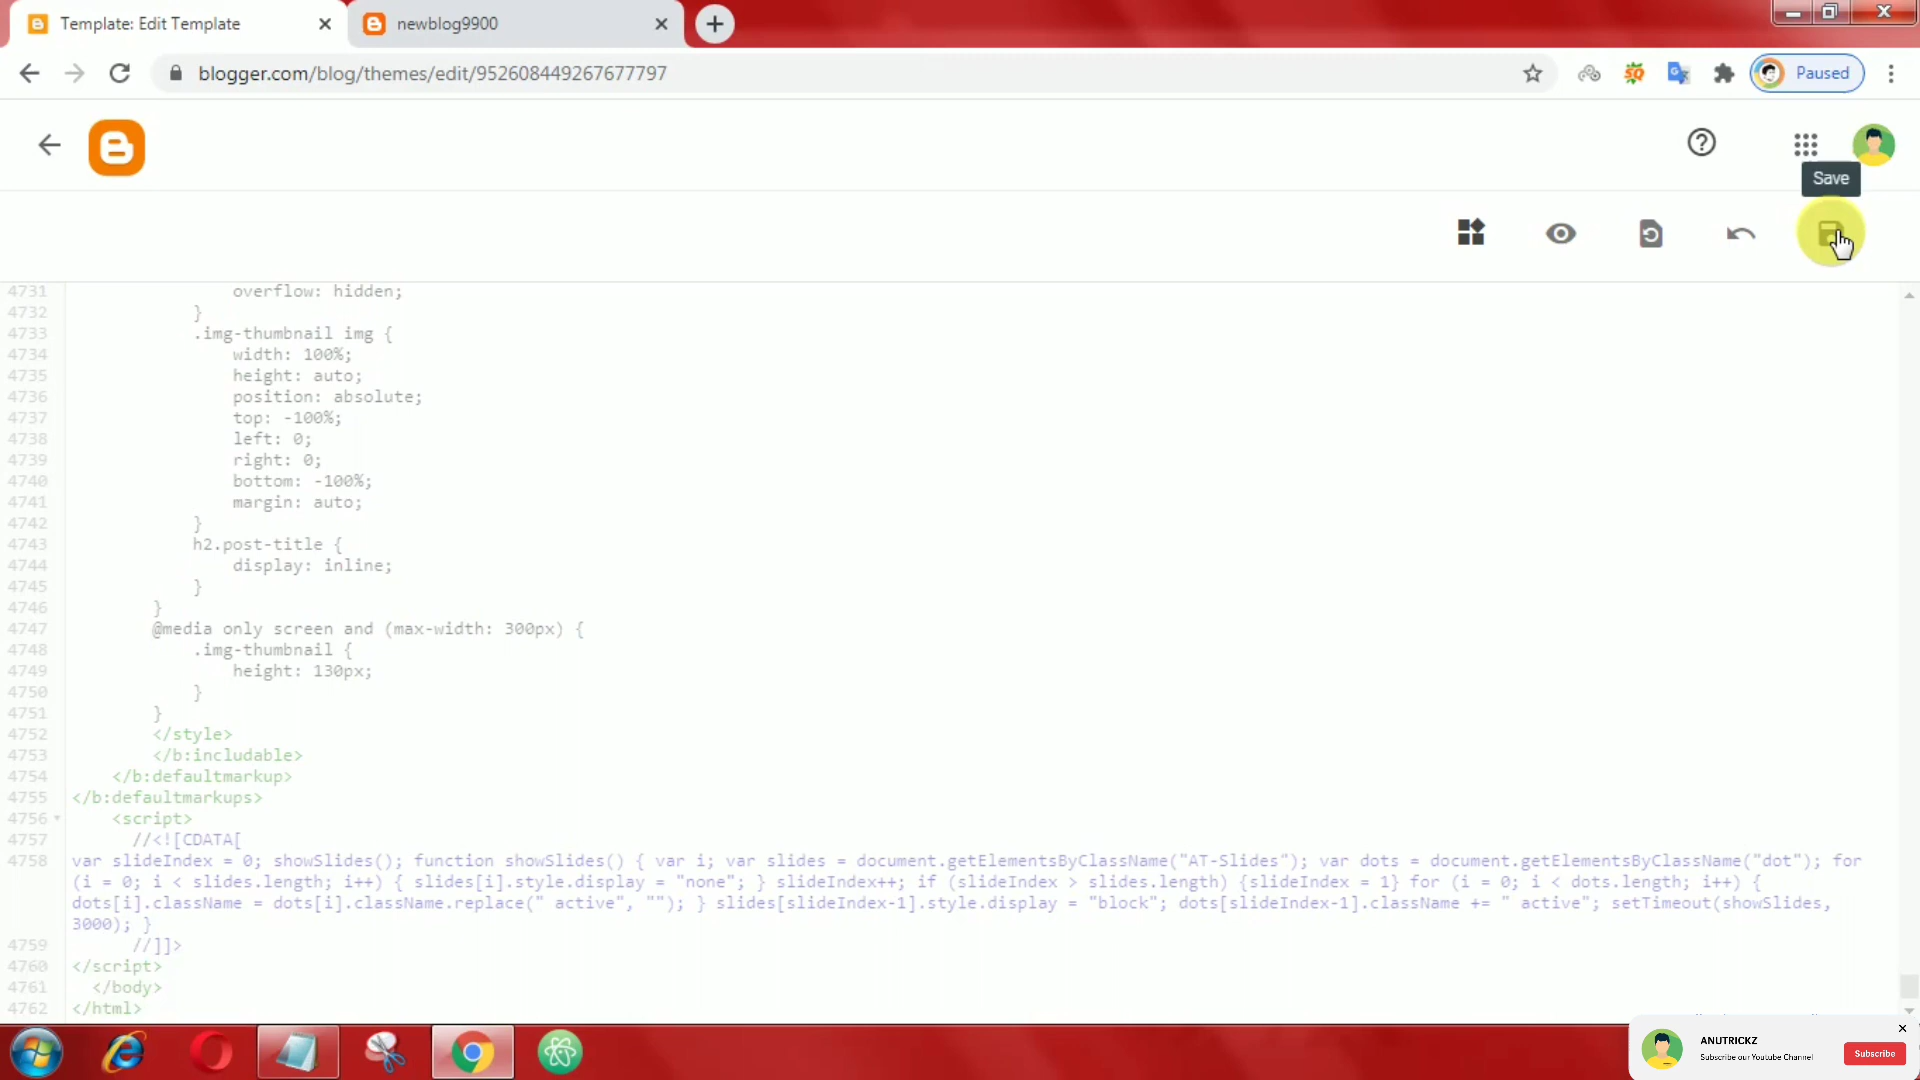 Template: Edit Template
newblog9900
blogger.com/blog/themes/edit/952608449267677797
Paused
Save
4731 overflow: hidden;
4732 }
4733 .img-thumbnail img {
4734 width: 100%;
4735 height: auto;
4736 position: absolute;
4737 top: -100%;
4738 left: 0;
4739 right: 0;
4740 bottom: -100%;
4741 margin: auto;
4742 }
4743 h2.post-title {
4744 display: inline;
4745 }
4746 }
4747 @media only screen and (max-width: 300px) {
4748 .img-thumbnail {
4749 height: 130px;
4750 }
4751 }
4752 </style>
4753 </b:includable>
4754 </b:defaultmarkup>
4755 </b:defaultmarkups>
4756 <script>
4757 //<![CDATA[
4758 var slideIndex = 0; showSlides(); function showSlides() { var i; var slides = document.getElementsByClassName("AT-Slides"); var dots = document.getElementsByClassName("dot"); for
(i = 0; i < slides.length; i++) { slides[i].style.display = "none"; } slideIndex++; if (slideIndex > slides.length) {slideIndex = 1} for (i = 0; i < dots.length; i++) {
dots[i].className = dots[i].className.replace(" active", ""); } slides[slideIndex-1].style.display = "block"; dots[slideIndex-1].className += " active"; setTimeout(showSlides,
3000); }
4759 //]]>
4760 </script>
4761 </body>
4762 </html>
ANUTRICKZ
Subscribe our Youtube Channel
Subscribe